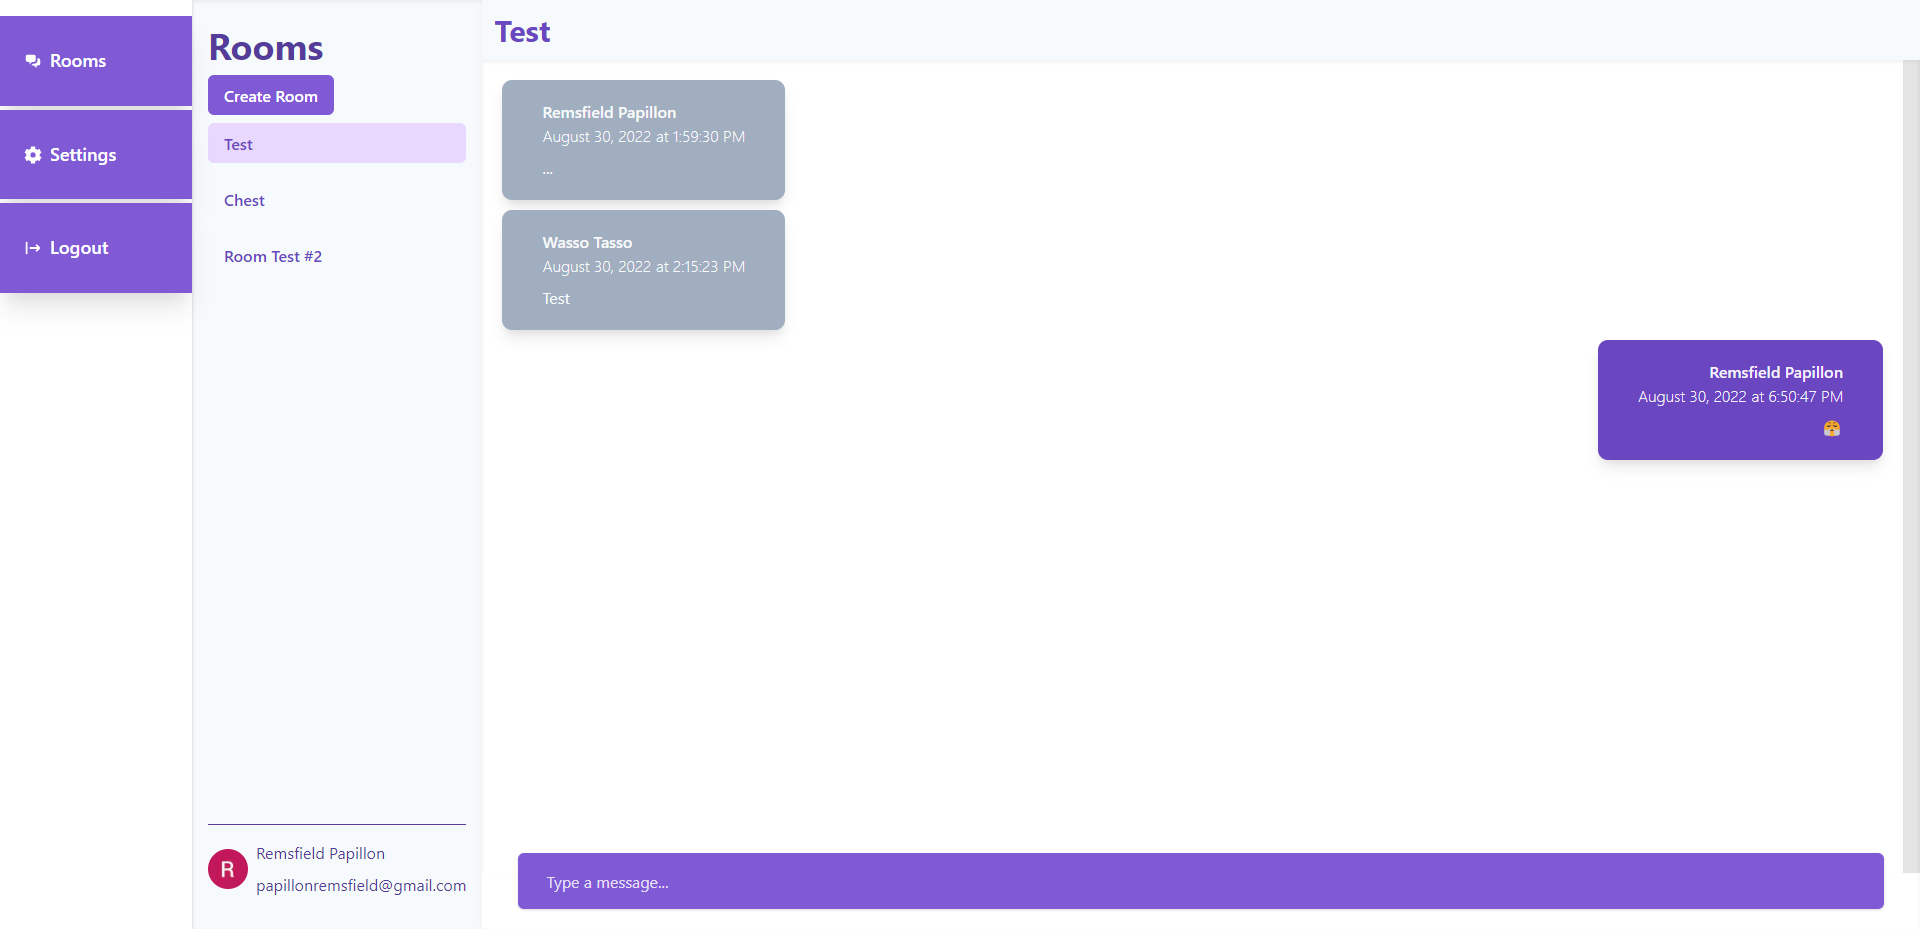 Rooms
Settings
Logout
Rooms
Create Room
Test
Chest
Room Test #2
Remsfield Papillon
papillonremsfield@gmail.com
R
Test
Remsfield Papillon
August 30, 2022 at 1:59:30 PM
...
Wasso Tasso
August 30, 2022 at 2:15:23 PM
Test
Remsfield Papillon
August 30, 2022 at 6:50:47 PM
😤
Type a message...